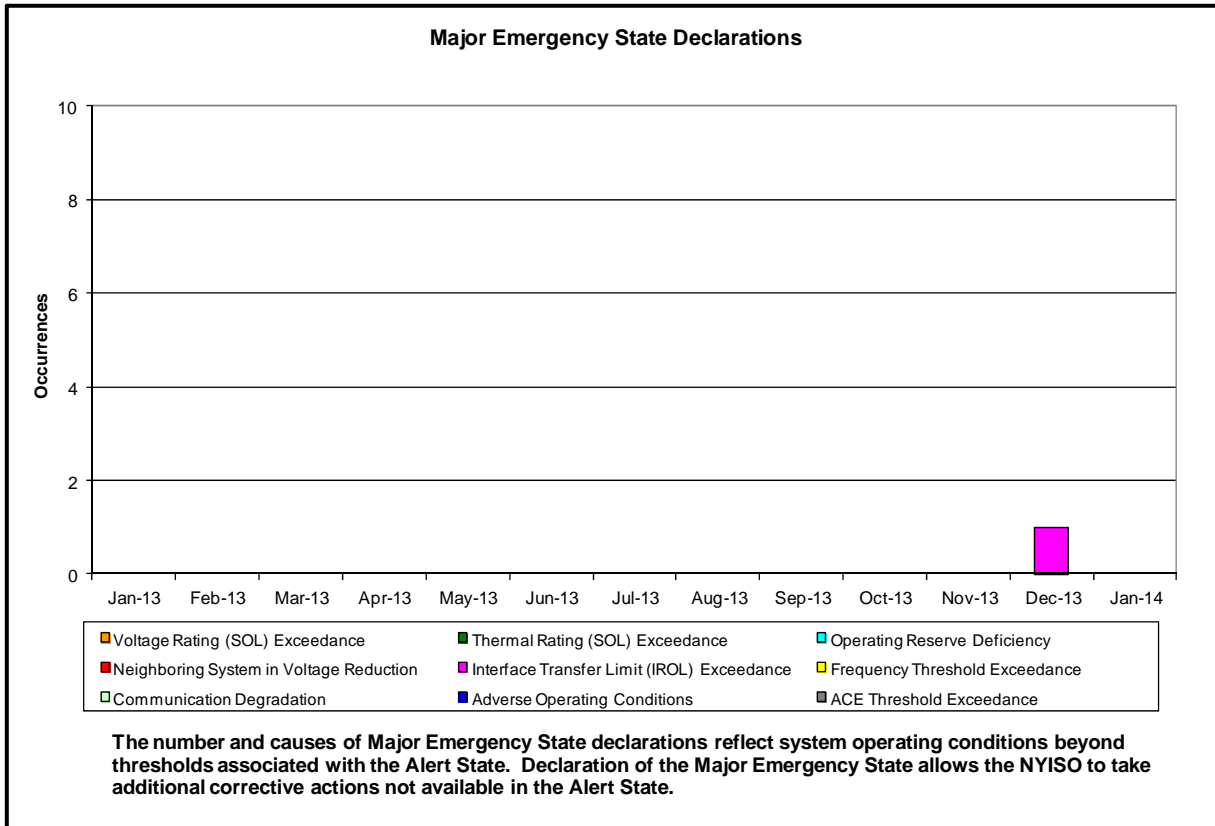 Major Emergency State Declarations
10
8
6
4
2
0
Occurrences
Jan-13 Feb-13 Mar-13 Apr-13 May-13 Jun-13 Jul-13 Aug-13 Sep-13 Oct-13 Nov-13 Dec-13 Jan-14
Voltage Rating (SOL) Exceedance Thermal Rating (SOL) Exceedance Operating Reserve Deficiency
Neighboring System in Voltage Reduction Interface Transfer Limit (IROL) Exceedance Frequency Threshold Exceedance
Communication Degradation Adverse Operating Conditions ACE Threshold Exceedance
The number and causes of Major Emergency State declarations reflect system operating conditions beyond
thresholds associated with the Alert State.  Declaration of the Major Emergency State allows the NYISO to take
additional corrective actions not available in the Alert State.